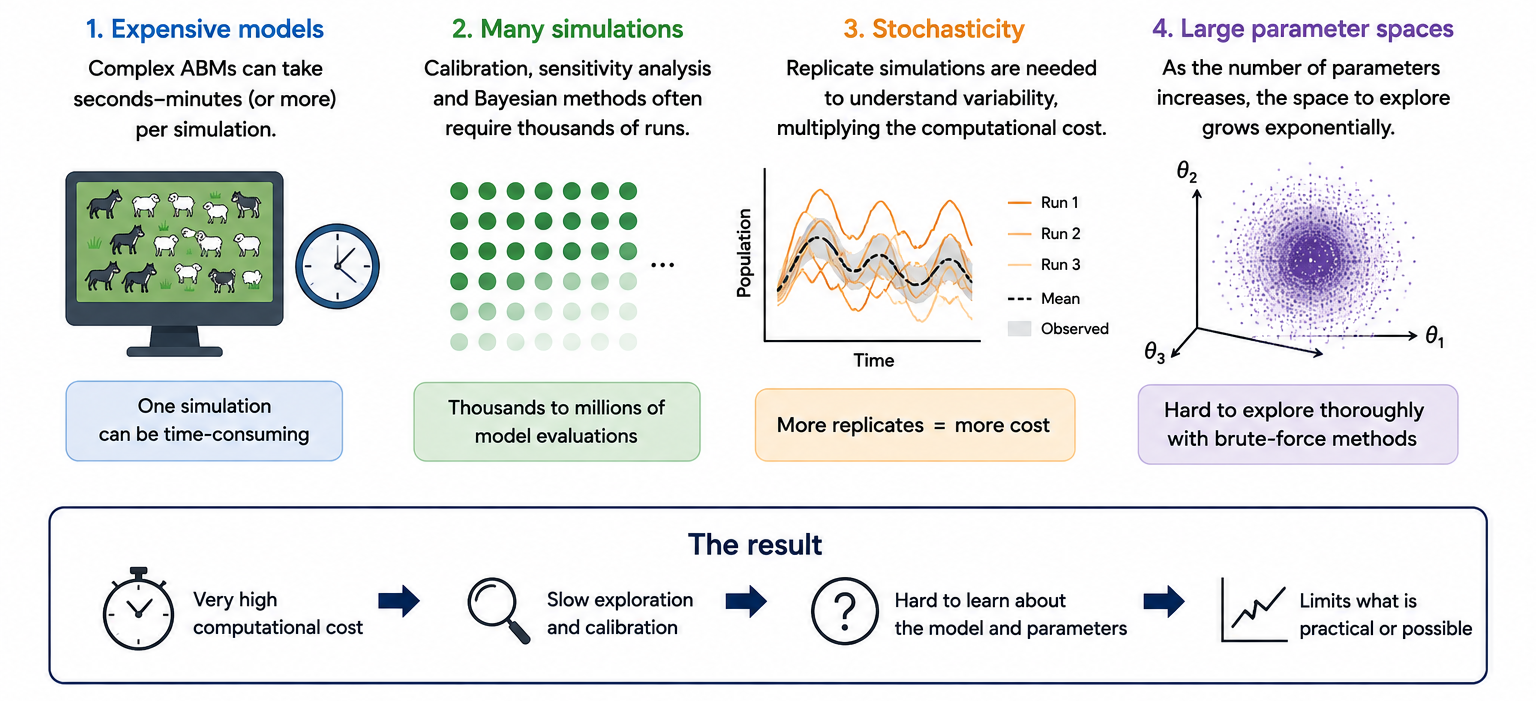 1. Expensive models
Complex ABMs can take
seconds–minutes (or more)
per simulation.
One simulation
can be time-consuming
2. Many simulations
Calibration, sensitivity analysis
and Bayesian methods often
require thousands of runs.
...
Thousands to millions of
model evaluations
3. Stochasticity
Replicate simulations are needed
to understand variability,
multiplying the computational cost.
Population
Time
Run 1
Run 2
Run 3
Mean
Observed
More replicates = more cost
4. Large parameter spaces
As the number of parameters
increases, the space to explore
grows exponentially.
θ₂
θ₁
θ₃
Hard to explore thoroughly
with brute-force methods
The result
Very high
computational cost
Slow exploration
and calibration
?
Hard to learn about
the model and parameters
Limits what is
practical or possible